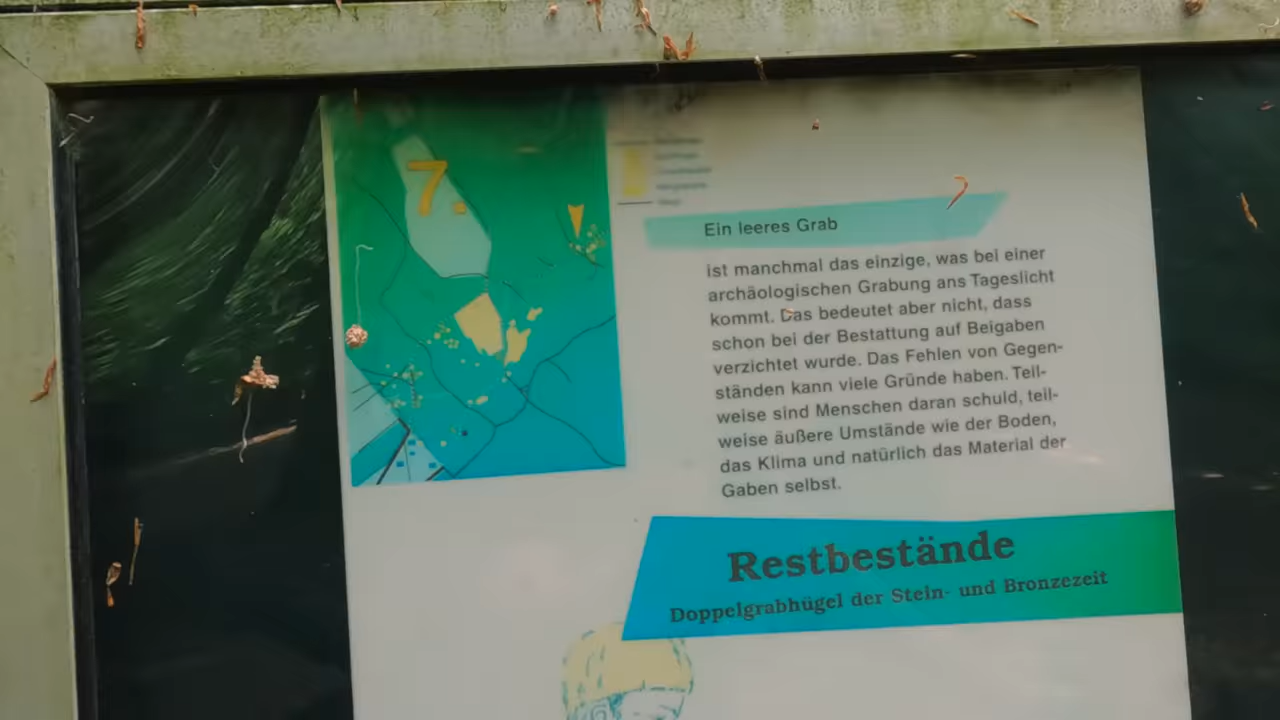 7.
Ein leeres Grab
ist manchmal das einzige, was bei einer
archäologischen Grabung ans Tageslicht
kommt. Das bedeutet aber nicht, dass
schon bei der Bestattung auf Beigaben
verzichtet wurde. Das Fehlen von Gegen-
ständen kann viele Gründe haben. Teil-
weise sind Menschen daran schuld, teil-
weise äußere Umstände wie der Boden,
das Klima und natürlich das Material der
Gaben selbst.
Restbestände
Doppelgrabhügel der Stein- und Bronzezeit